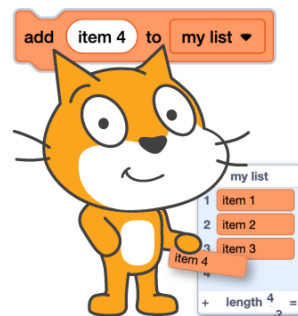 add item 4 to my list
my list
1 item 1
2 item 2
3 item 3
item 4
4
+ length 4 =
3